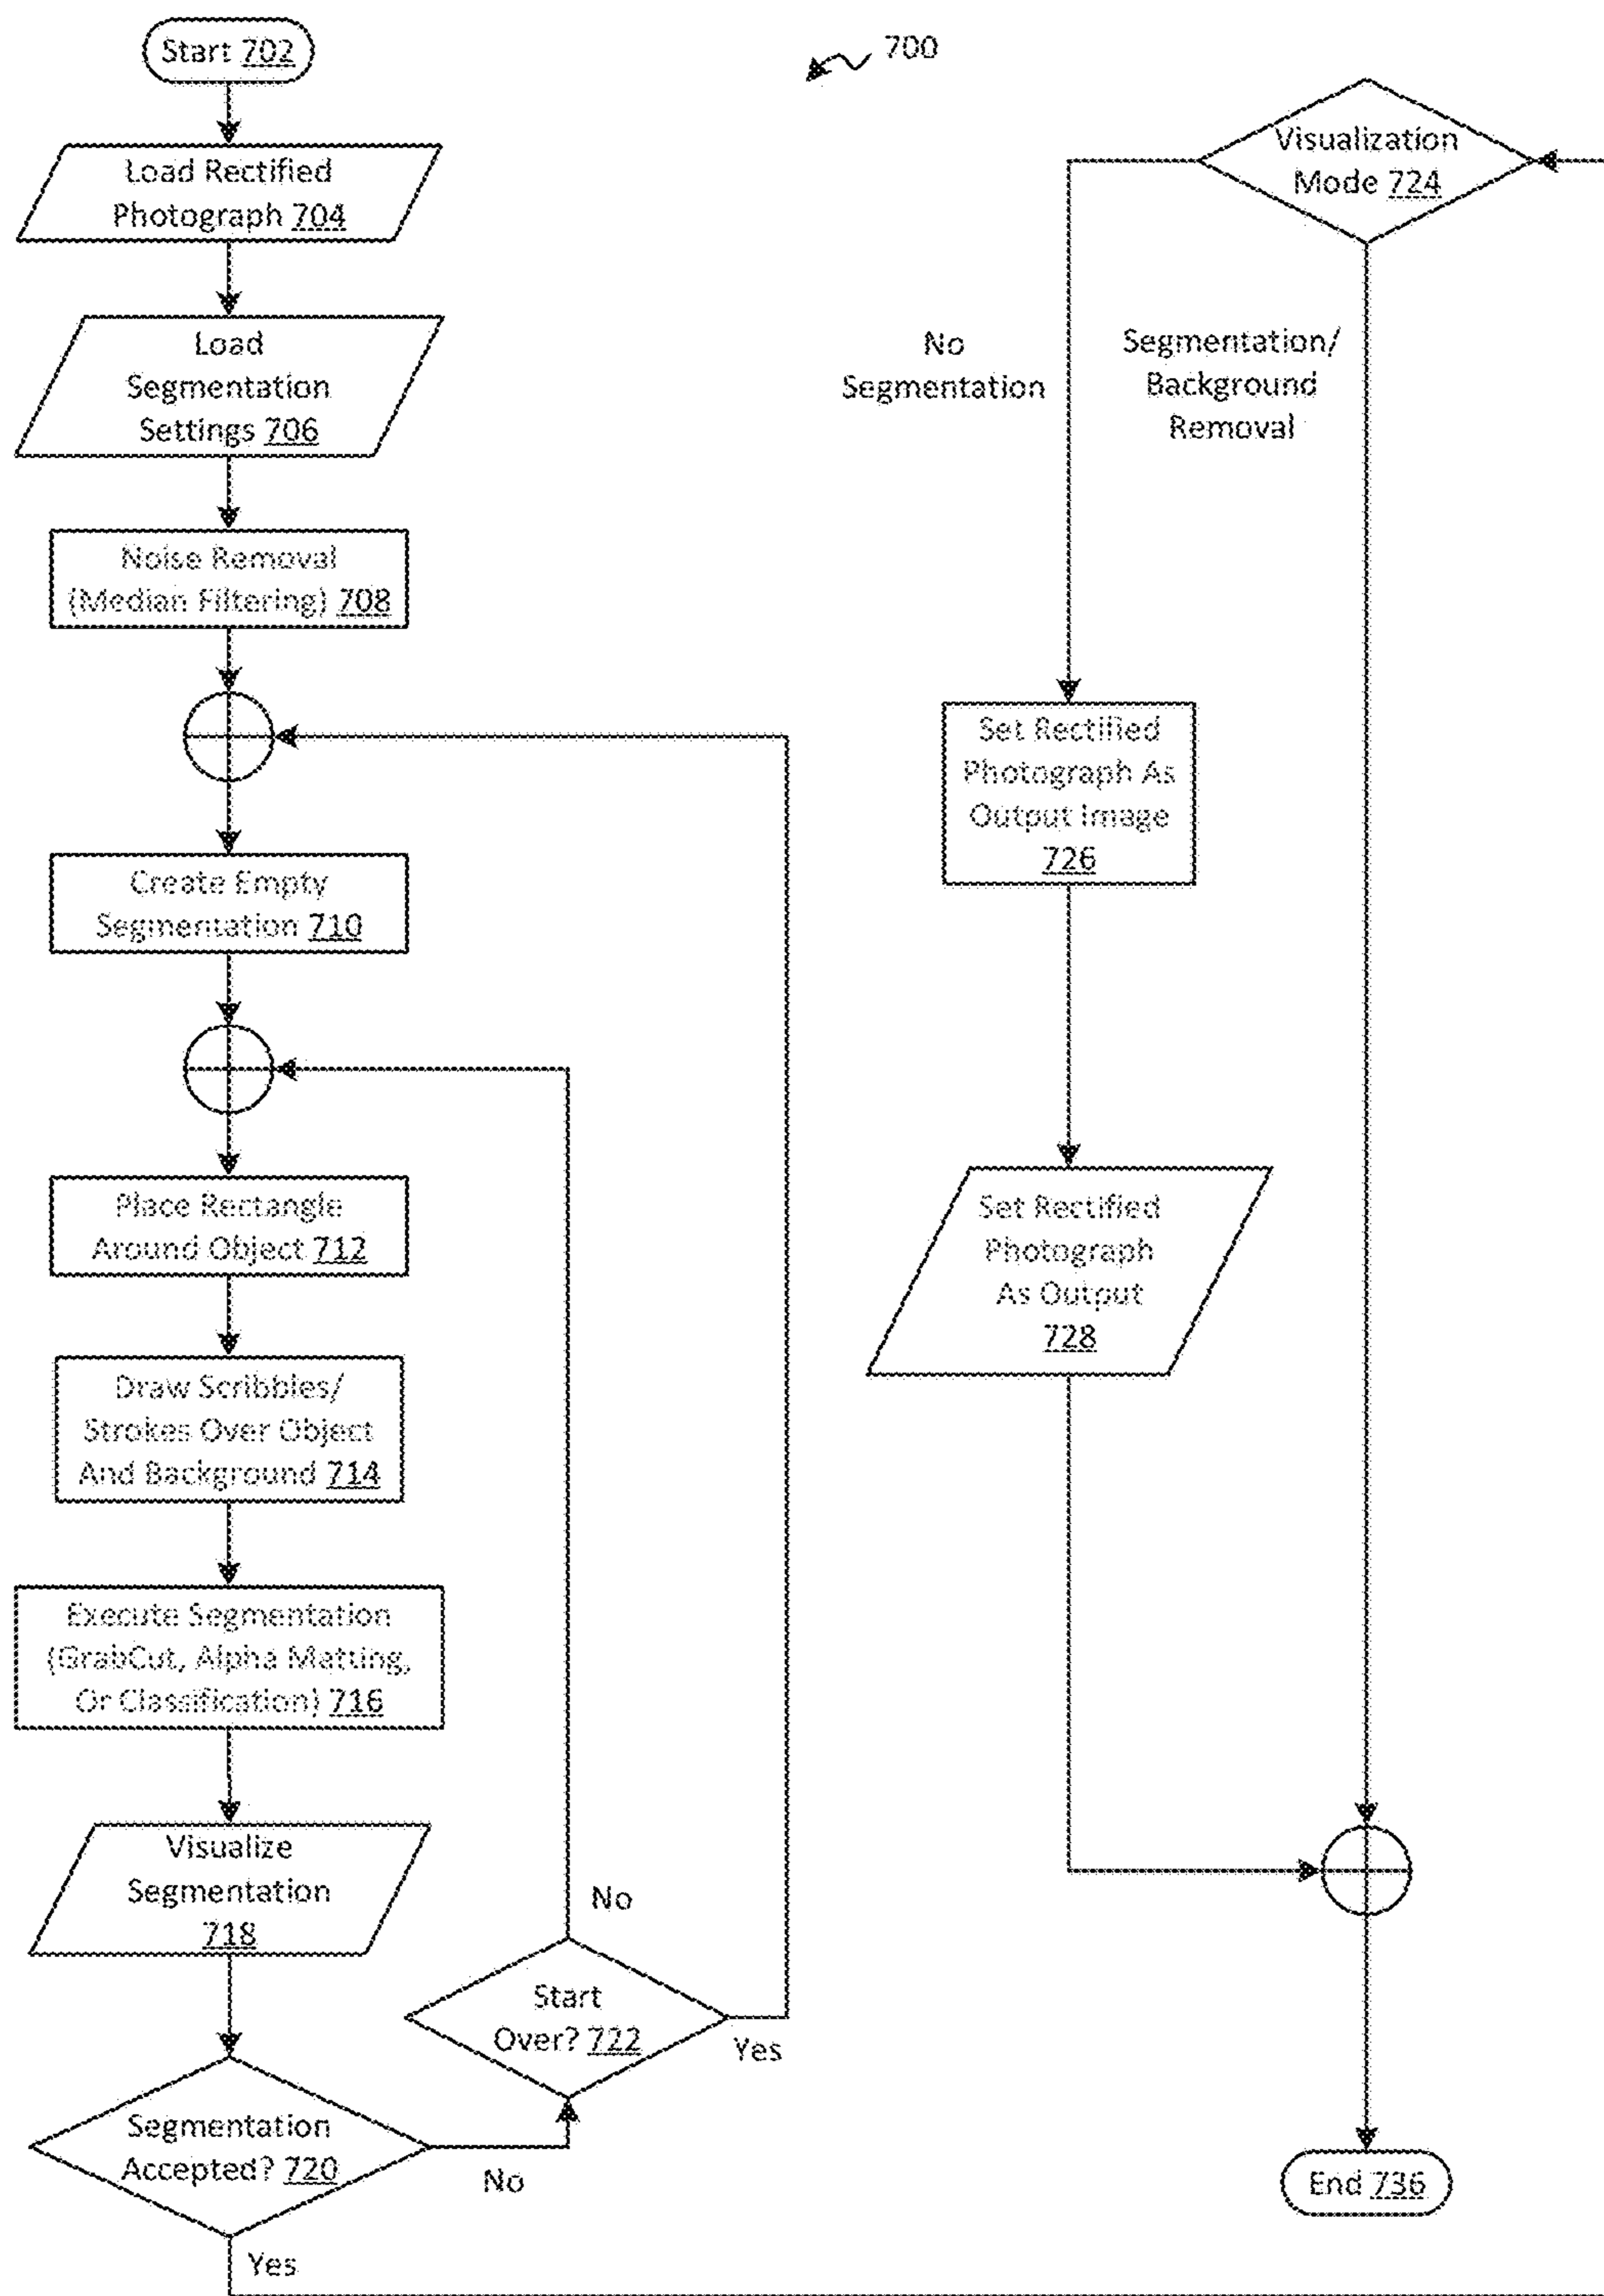 Start 702
700
Load Rectified
Photograph 704
Load
Segmentation
Settings 706
Noise Removal
(Median Filtering) 708
Create Empty
Segmentation 710
Place Rectangle
Around Object 712
Draw Scribbles/
Strokes Over Object
And Background 714
Execute Segmentation
(GrabCut, Alpha Matting,
Or Classification) 716
Visualize
Segmentation
718
Segmentation
Accepted? 720
No
Yes
Start
Over? 722
No
Yes
Visualization
Mode 724
No
Segmentation
Segmentation/
Background
Removal
Set Rectified
Photograph As
Output Image
726
Set Rectified
Photograph
As Output
728
End 736